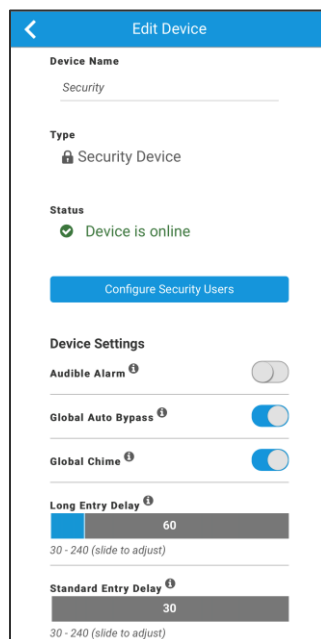 Edit Device
Device Name
Security
Type
Security Device
Status
Device is online
Configure Security Users
Device Settings
Audible Alarm
Global Auto Bypass
Global Chime
Long Entry Delay
60
30 - 240 (slide to adjust)
Standard Entry Delay
30
30 - 240 (slide to adjust)